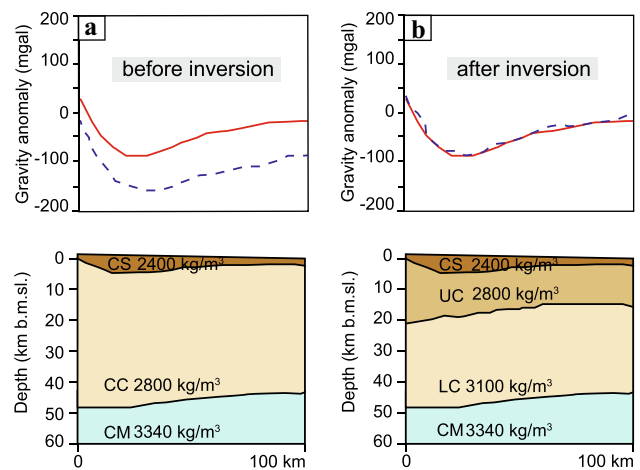 a
before inversion
Gravity anomaly (mgal)
200
100
0
-100
-200
b
after inversion
Gravity anomaly (mgal)
200
100
0
-100
-200
Depth (km b.m.sl.)
0
10
20
30
40
50
60
CS 2400 kg/m³
CC 2800 kg/m³
CM 3340 kg/m³
0
100 km
Depth (km b.m.sl.)
0
10
20
30
40
50
60
CS 2400 kg/m³
UC 2800 kg/m³
LC 3100 kg/m³
CM 3340 kg/m³
0
100 km